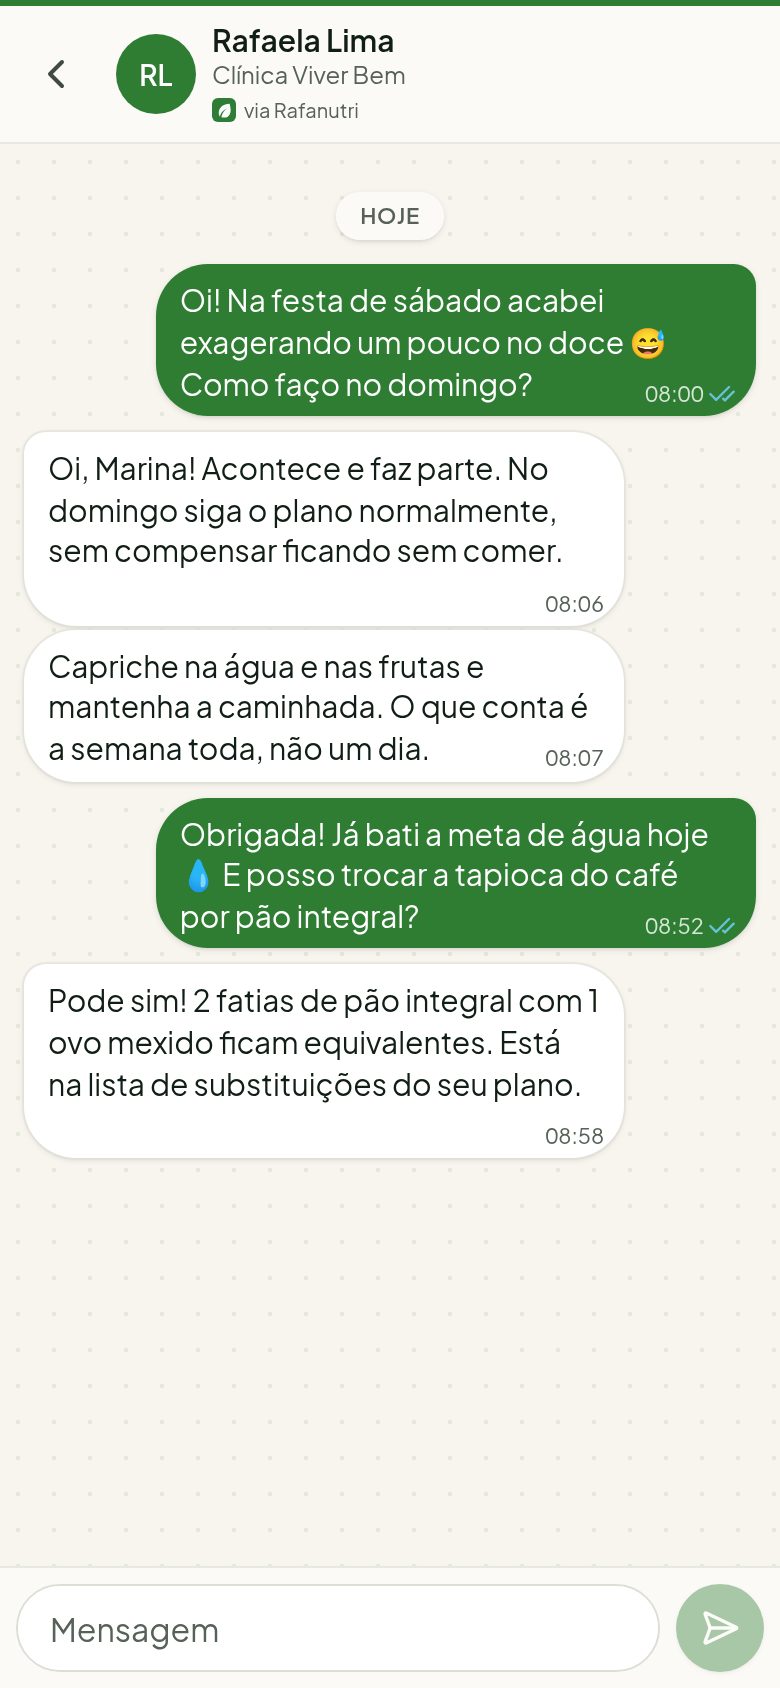 Rafaela Lima
RL
Clínica Viver Bem
via Rafanutri
HOJE
Oi! Na festa de sábado acabei
exagerando um pouco no doce 😅
Como faço no domingo?
08:00
Oi, Marina! Acontece e faz parte. No
domingo siga o plano normalmente,
sem compensar ficando sem comer.
08:06
Capriche na água e nas frutas e
mantenha a caminhada. O que conta é
a semana toda, não um dia.
08:07
Obrigada! Já bati a meta de água hoje
💧 E posso trocar a tapioca do café
por pão integral?
08:52
Pode sim! 2 fatias de pão integral com 1
ovo mexido ficam equivalentes. Está
na lista de substituições do seu plano.
08:58
Mensagem